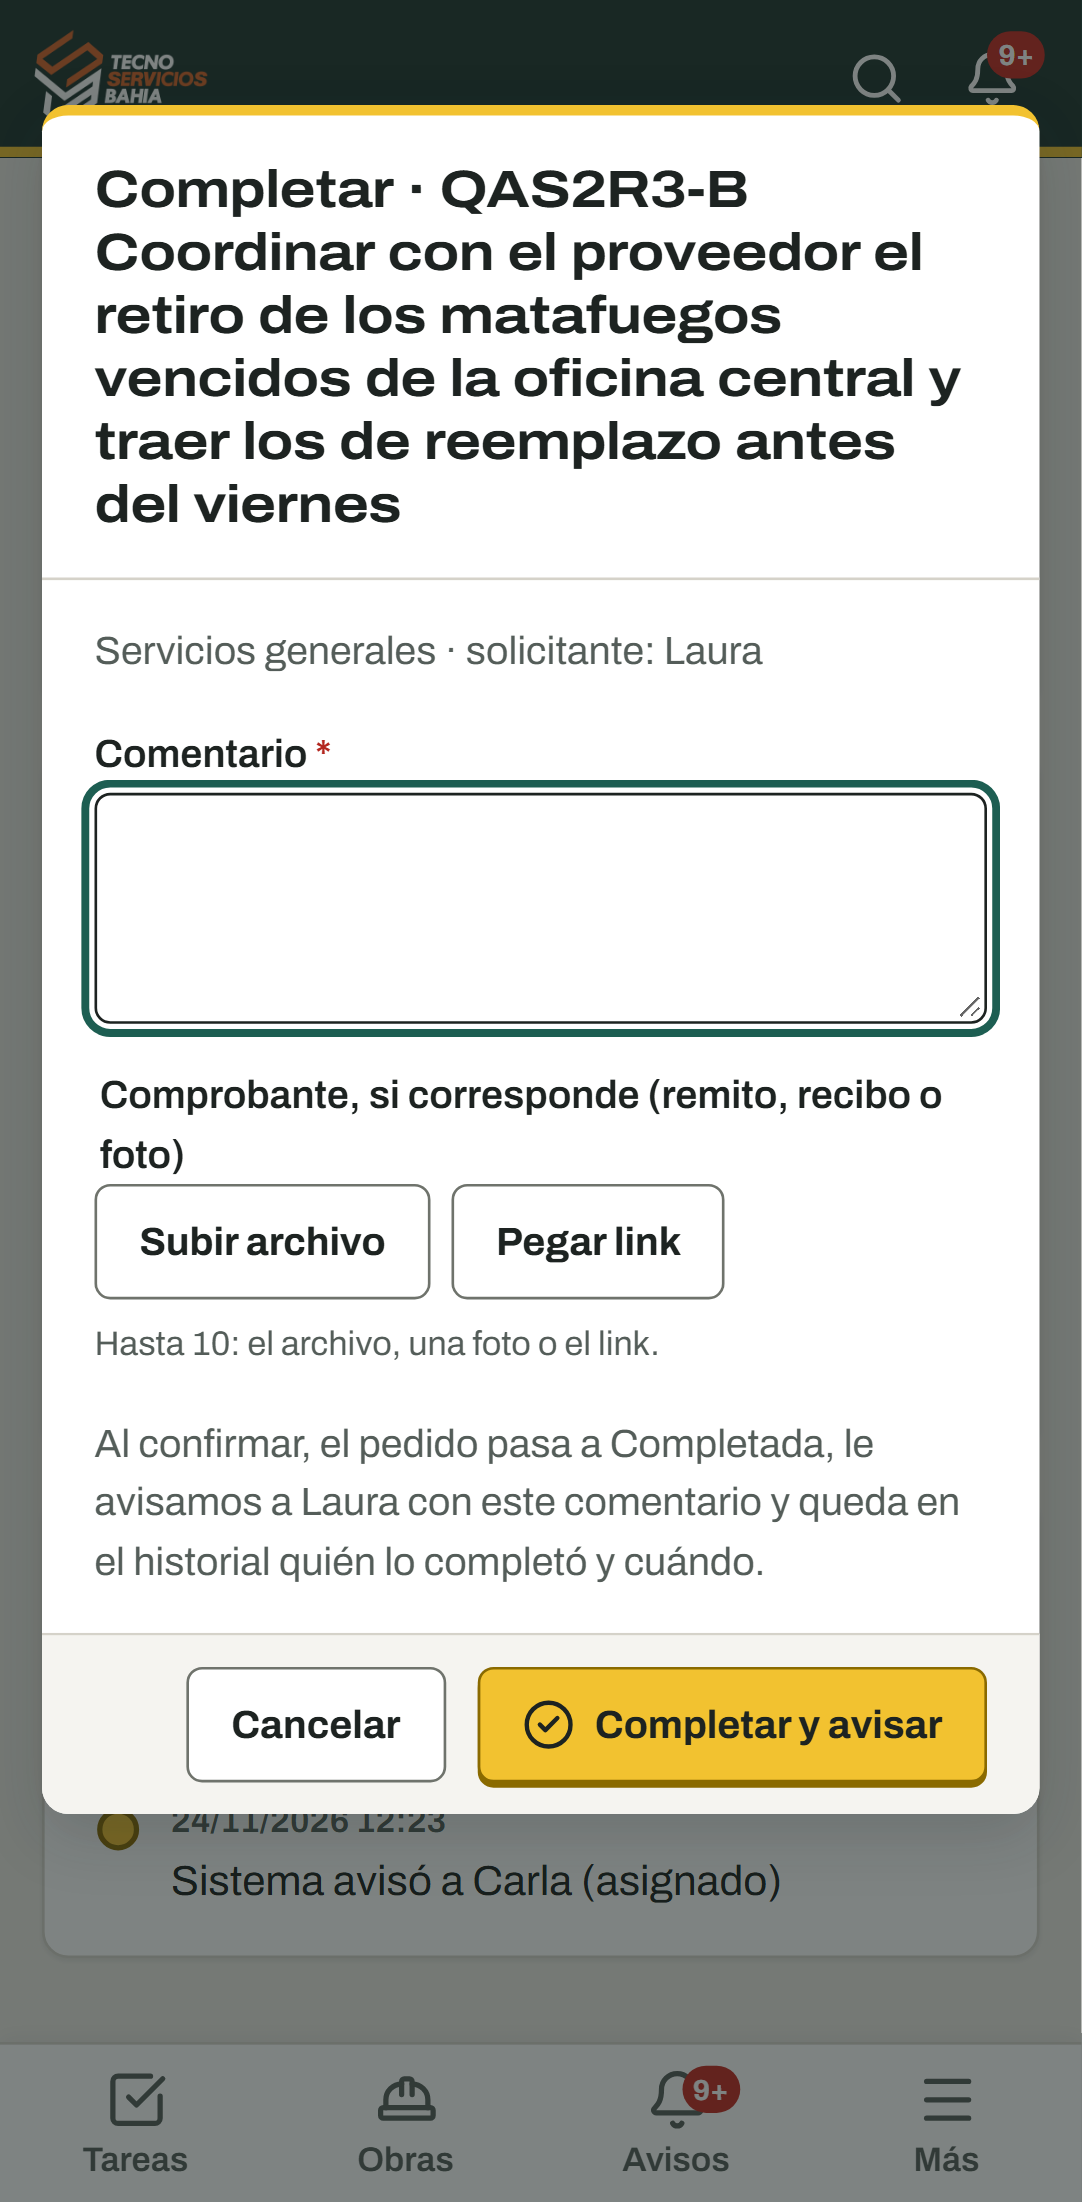 TECNO
SERVICIOS
BAHIA
9+
Completar · QAS2R3-B
Coordinar con el proveedor el
retiro de los matafuegos
vencidos de la oficina central y
traer los de reemplazo antes
del viernes
Servicios generales · solicitante: Laura
Comentario *
Comprobante, si corresponde (remito, recibo o
foto)
Subir archivo
Pegar link
Hasta 10: el archivo, una foto o el link.
Al confirmar, el pedido pasa a Completada, le
avisamos a Laura con este comentario y queda en
el historial quién lo completó y cuándo.
Cancelar
Completar y avisar
24/11/2026 12:23
Sistema avisó a Carla (asignado)
9+
Tareas
Obras
Avisos
Más